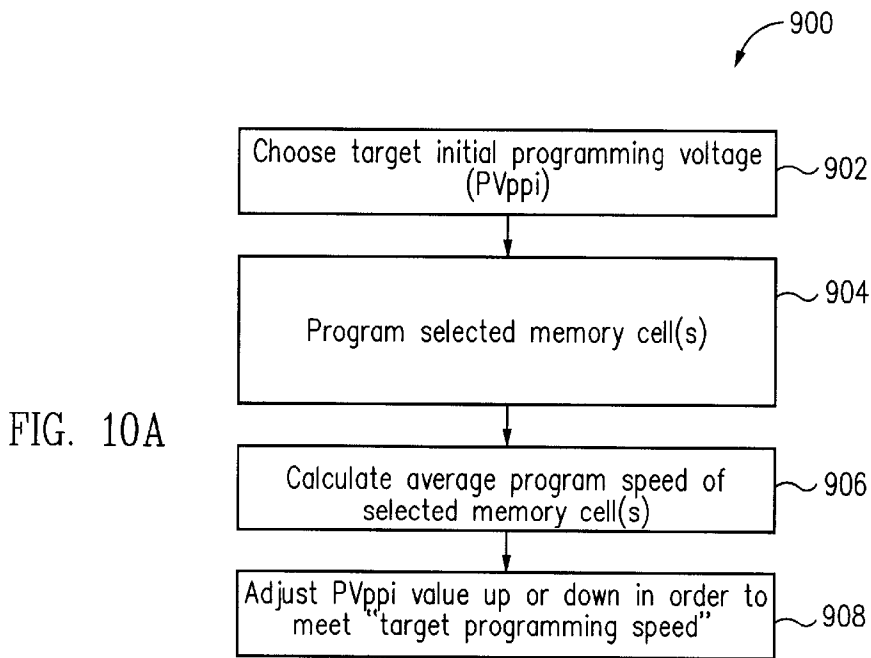 900
Choose target initial programming voltage
(PVppi)
902
Program selected memory cell(s)
904
FIG. 10A
Calculate average program speed of
selected memory cell(s)
906
Adjust PVppi value up or down in order to
meet “target programming speed”
908